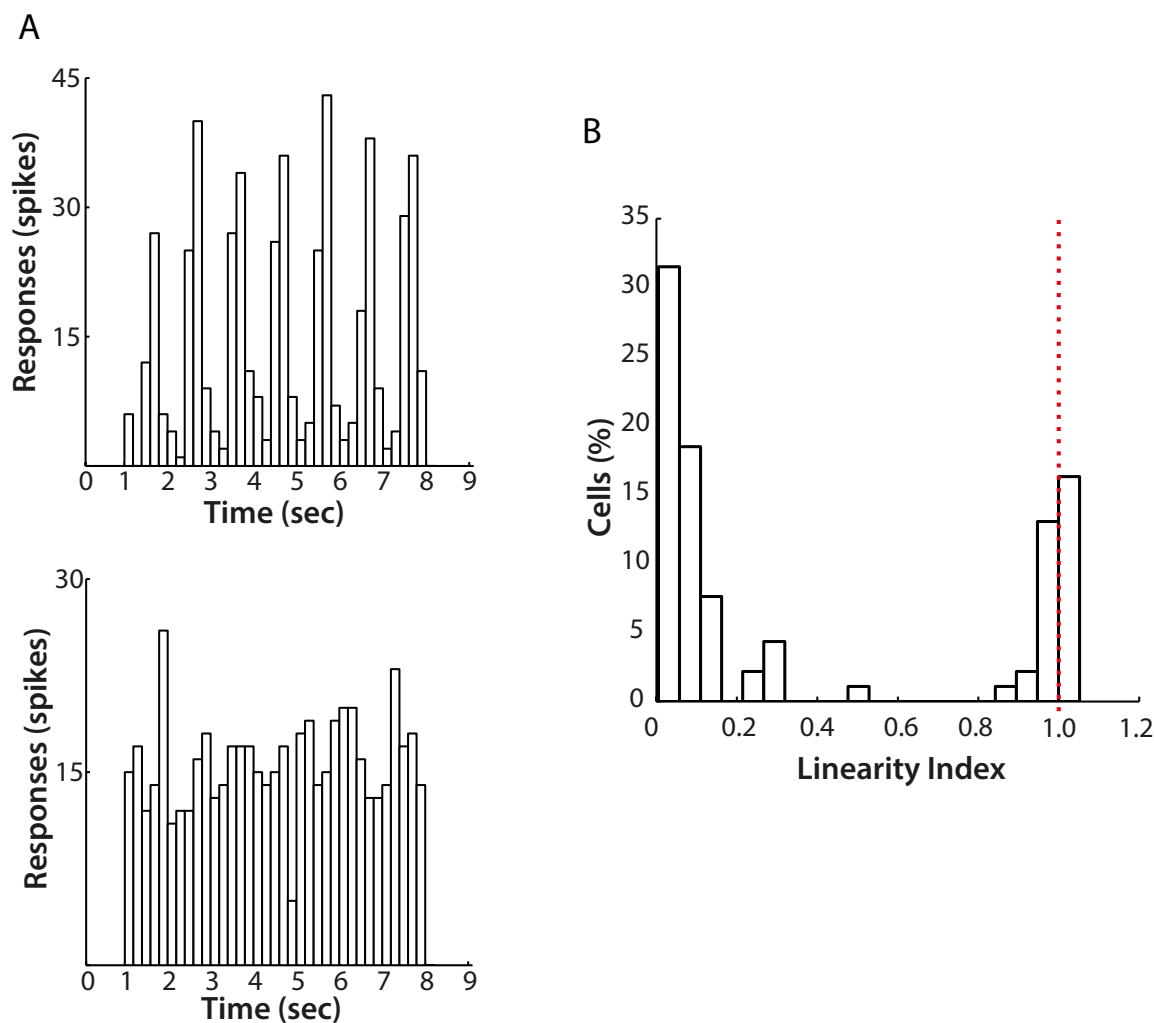 A
45
30
15
Responses (spikes)
0 1 2 3 4 5 6 7 8 9
Time (sec)
30
15
Responses (spikes)
0 1 2 3 4 5 6 7 8 9
Time (sec)
B
35
30
25
20
15
10
5
0
Cells (%)
0 0.2 0.4 0.6 0.8 1.0 1.2
Linearity Index